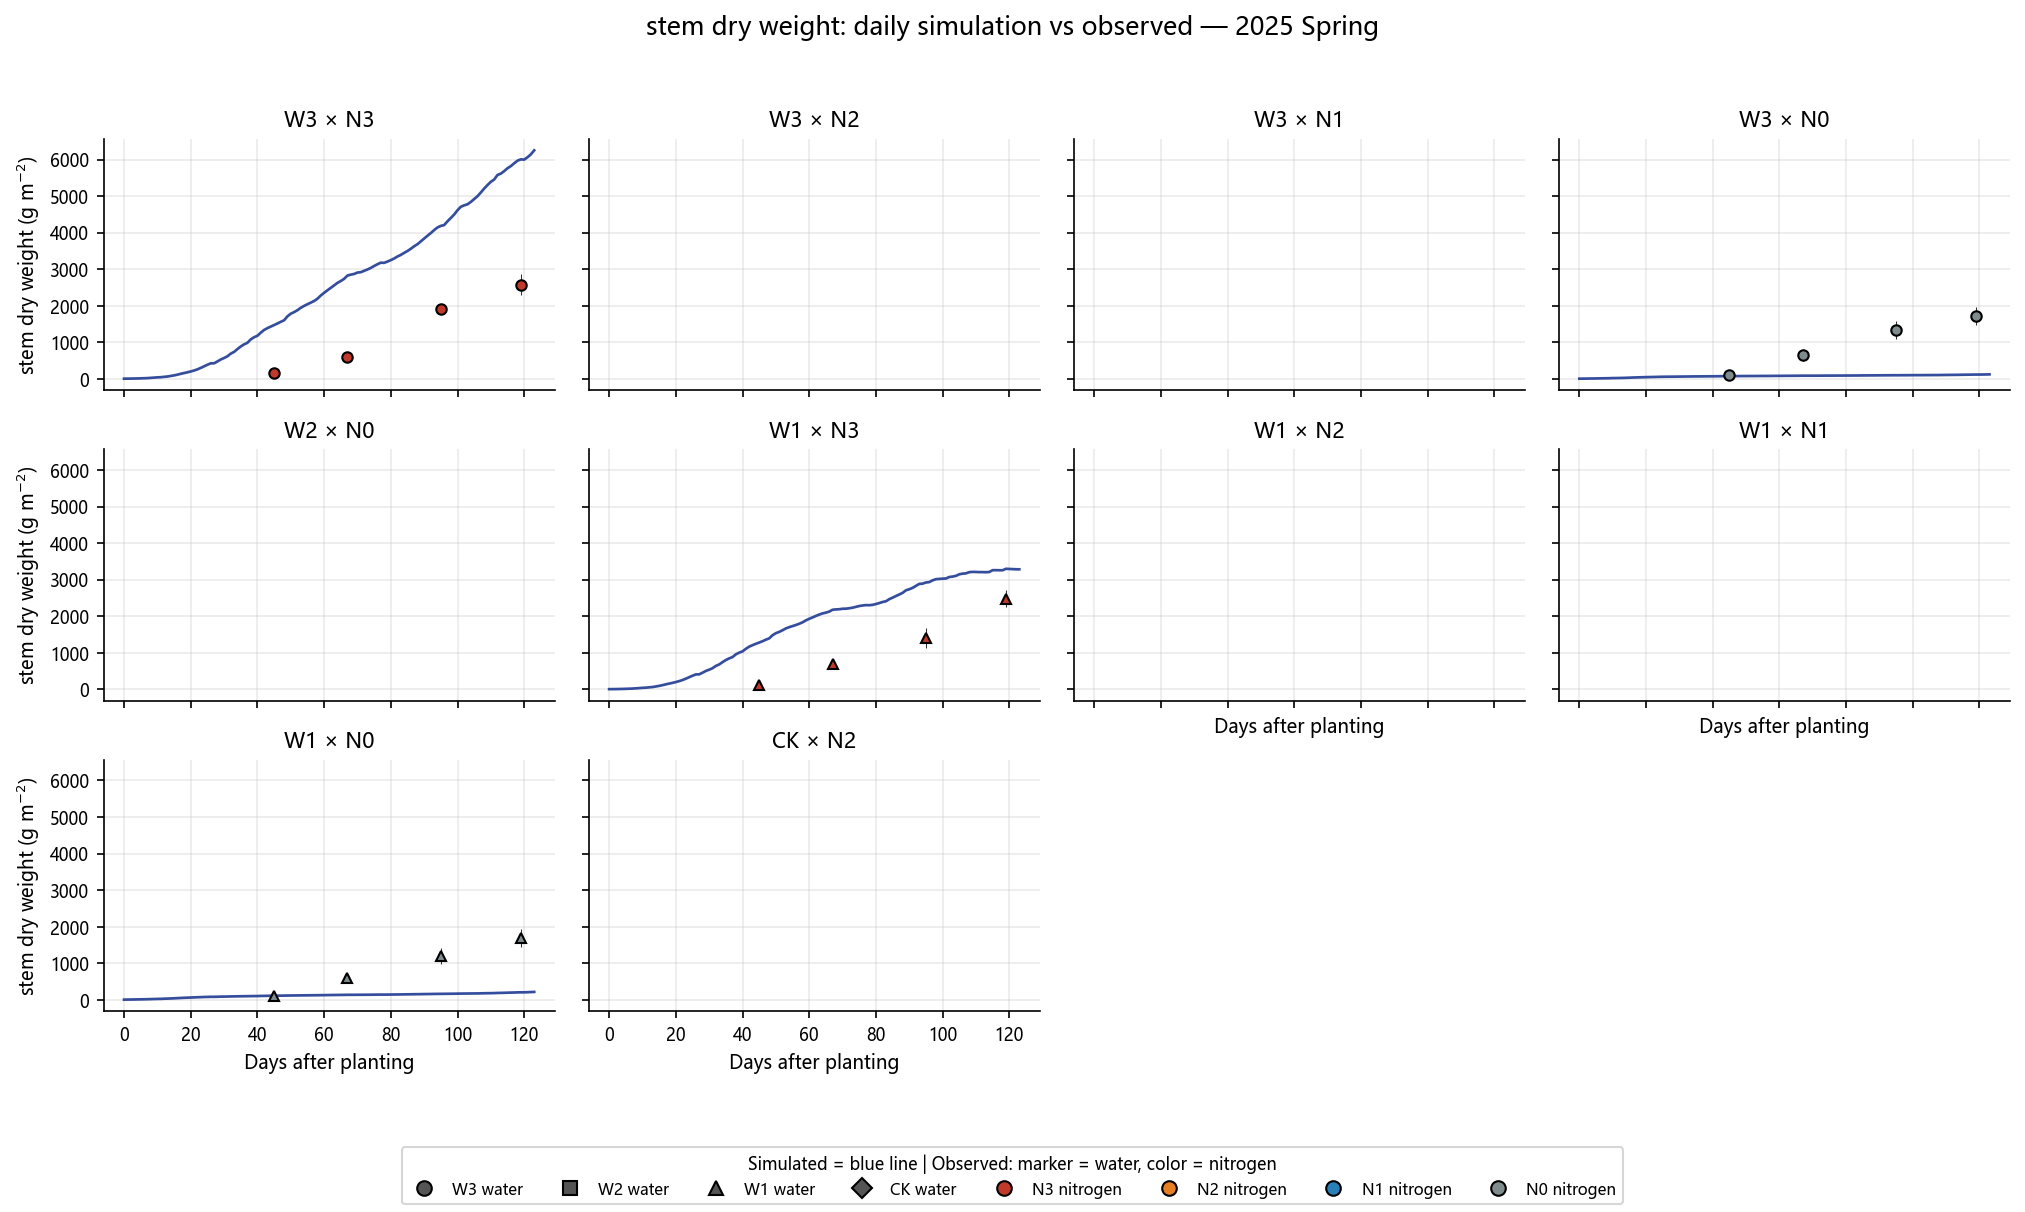 stem dry weight: daily simulation vs observed — 2025 Spring
W3 × N3
W3 × N2
W3 × N1
W3 × N0
stem dry weight (g m⁻²)
6000
5000
4000
3000
2000
1000
0
W2 × N0
W1 × N3
W1 × N2
W1 × N1
stem dry weight (g m⁻²)
6000
5000
4000
3000
2000
1000
0
Days after planting
Days after planting
W1 × N0
CK × N2
stem dry weight (g m⁻²)
6000
5000
4000
3000
2000
1000
0
0 20 40 60 80 100 120
0 20 40 60 80 100 120
Days after planting
Days after planting
Simulated = blue line | Observed: marker = water, color = nitrogen
W3 water W2 water W1 water CK water N3 nitrogen N2 nitrogen N1 nitrogen N0 nitrogen